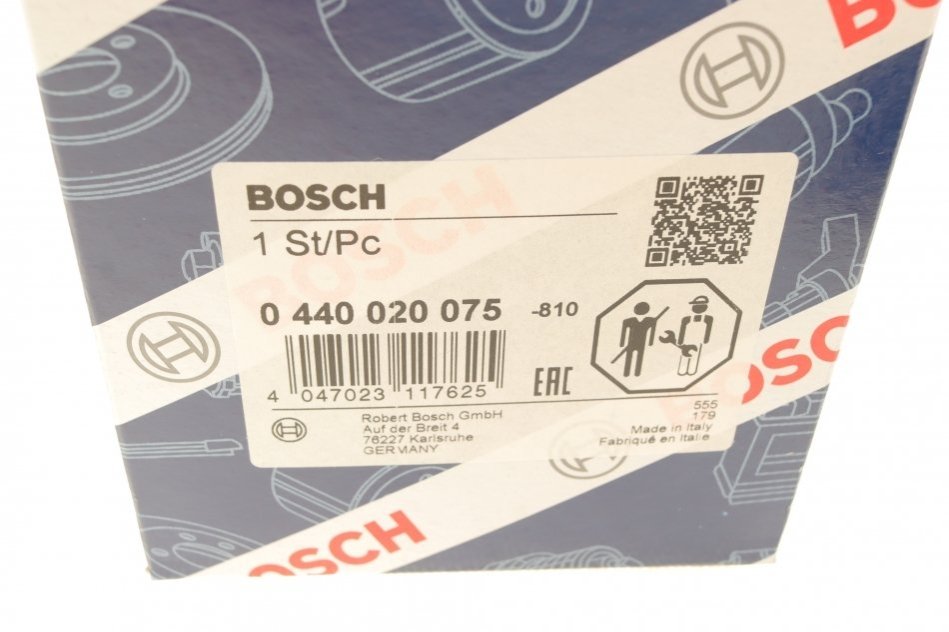 BOSCH
BOSCH
BOSCH
1 St/Pc
0 440 020 075 -810
4 047023 117625
EAC
555
179
Robert Bosch GmbH
Auf der Breit 4
76227 Karlsruhe
GERMANY
Made in Italy
Fabriqué en Italie
BOSCH
BOSCH